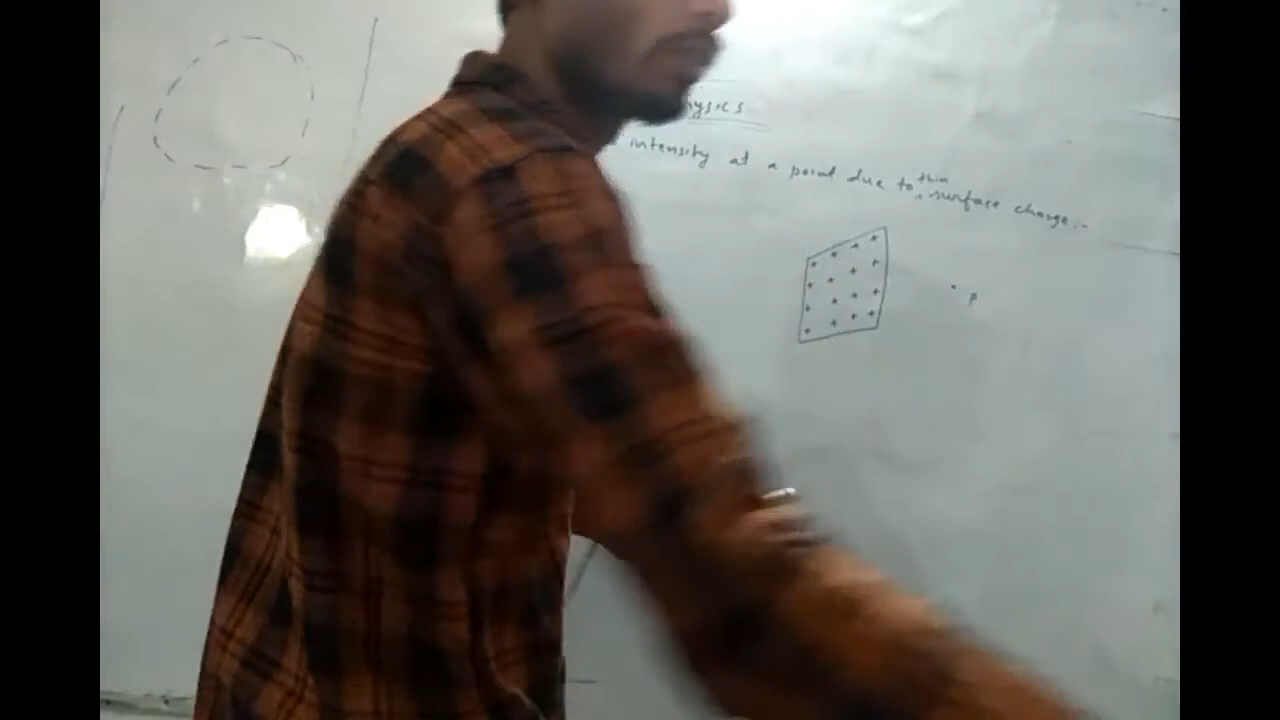 ysics
intensity at a point due to thin surface charge.-
P